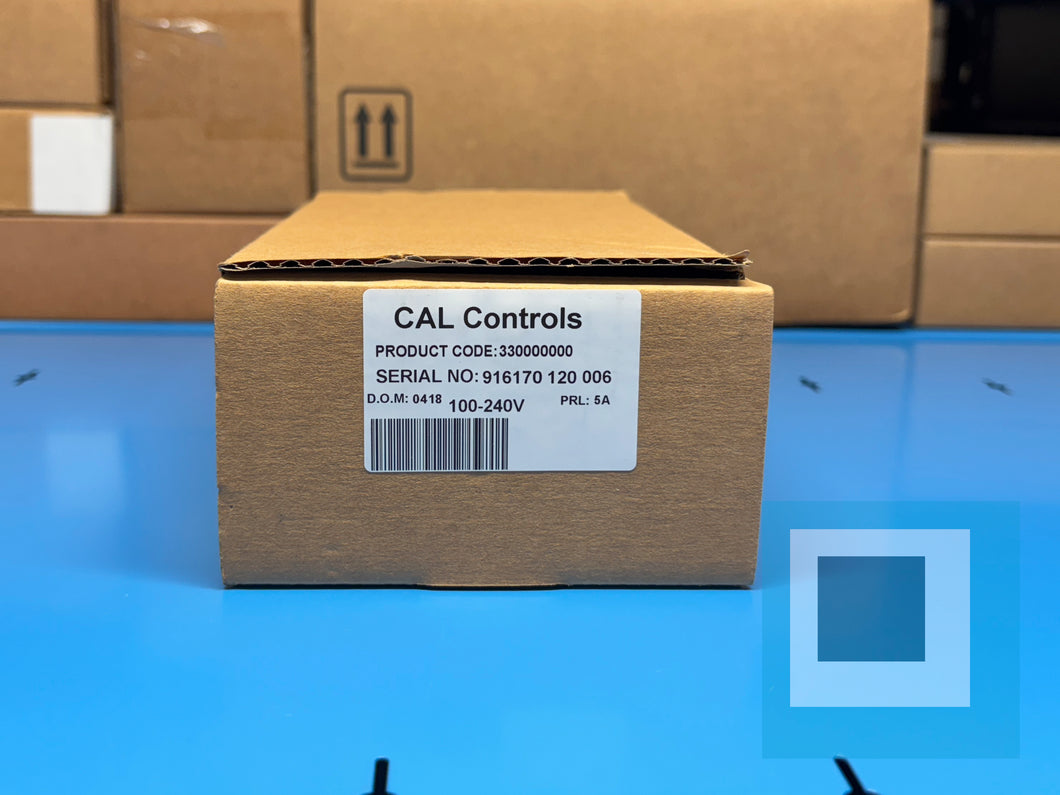 CAL Controls
PRODUCT CODE:330000000
SERIAL NO: 916170 120 006
D.O.M: 0418 100-240V PRL: 5A